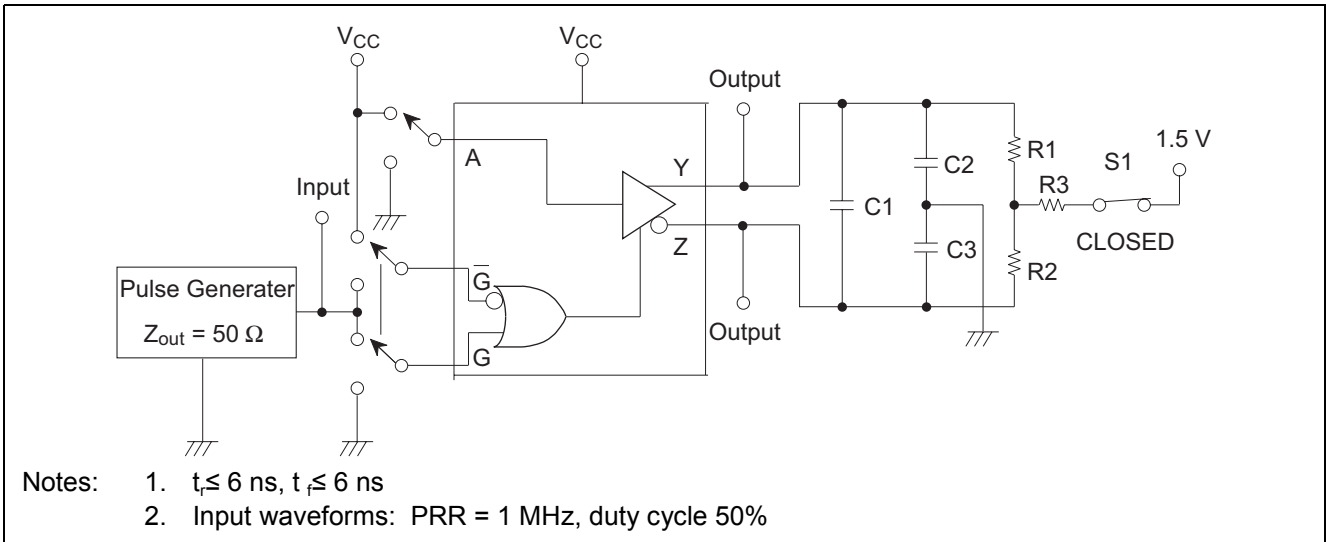 VCC
VCC
Output
1.5 V
Input
A
Y
Z
C1
C2
C3
R1
R2
R3
S1
CLOSED
Pulse Generater
Zout = 50 Ω
G̅
G
Output
Notes: 1. tr≤ 6 ns, t f≤ 6 ns
2. Input waveforms: PRR = 1 MHz, duty cycle 50%